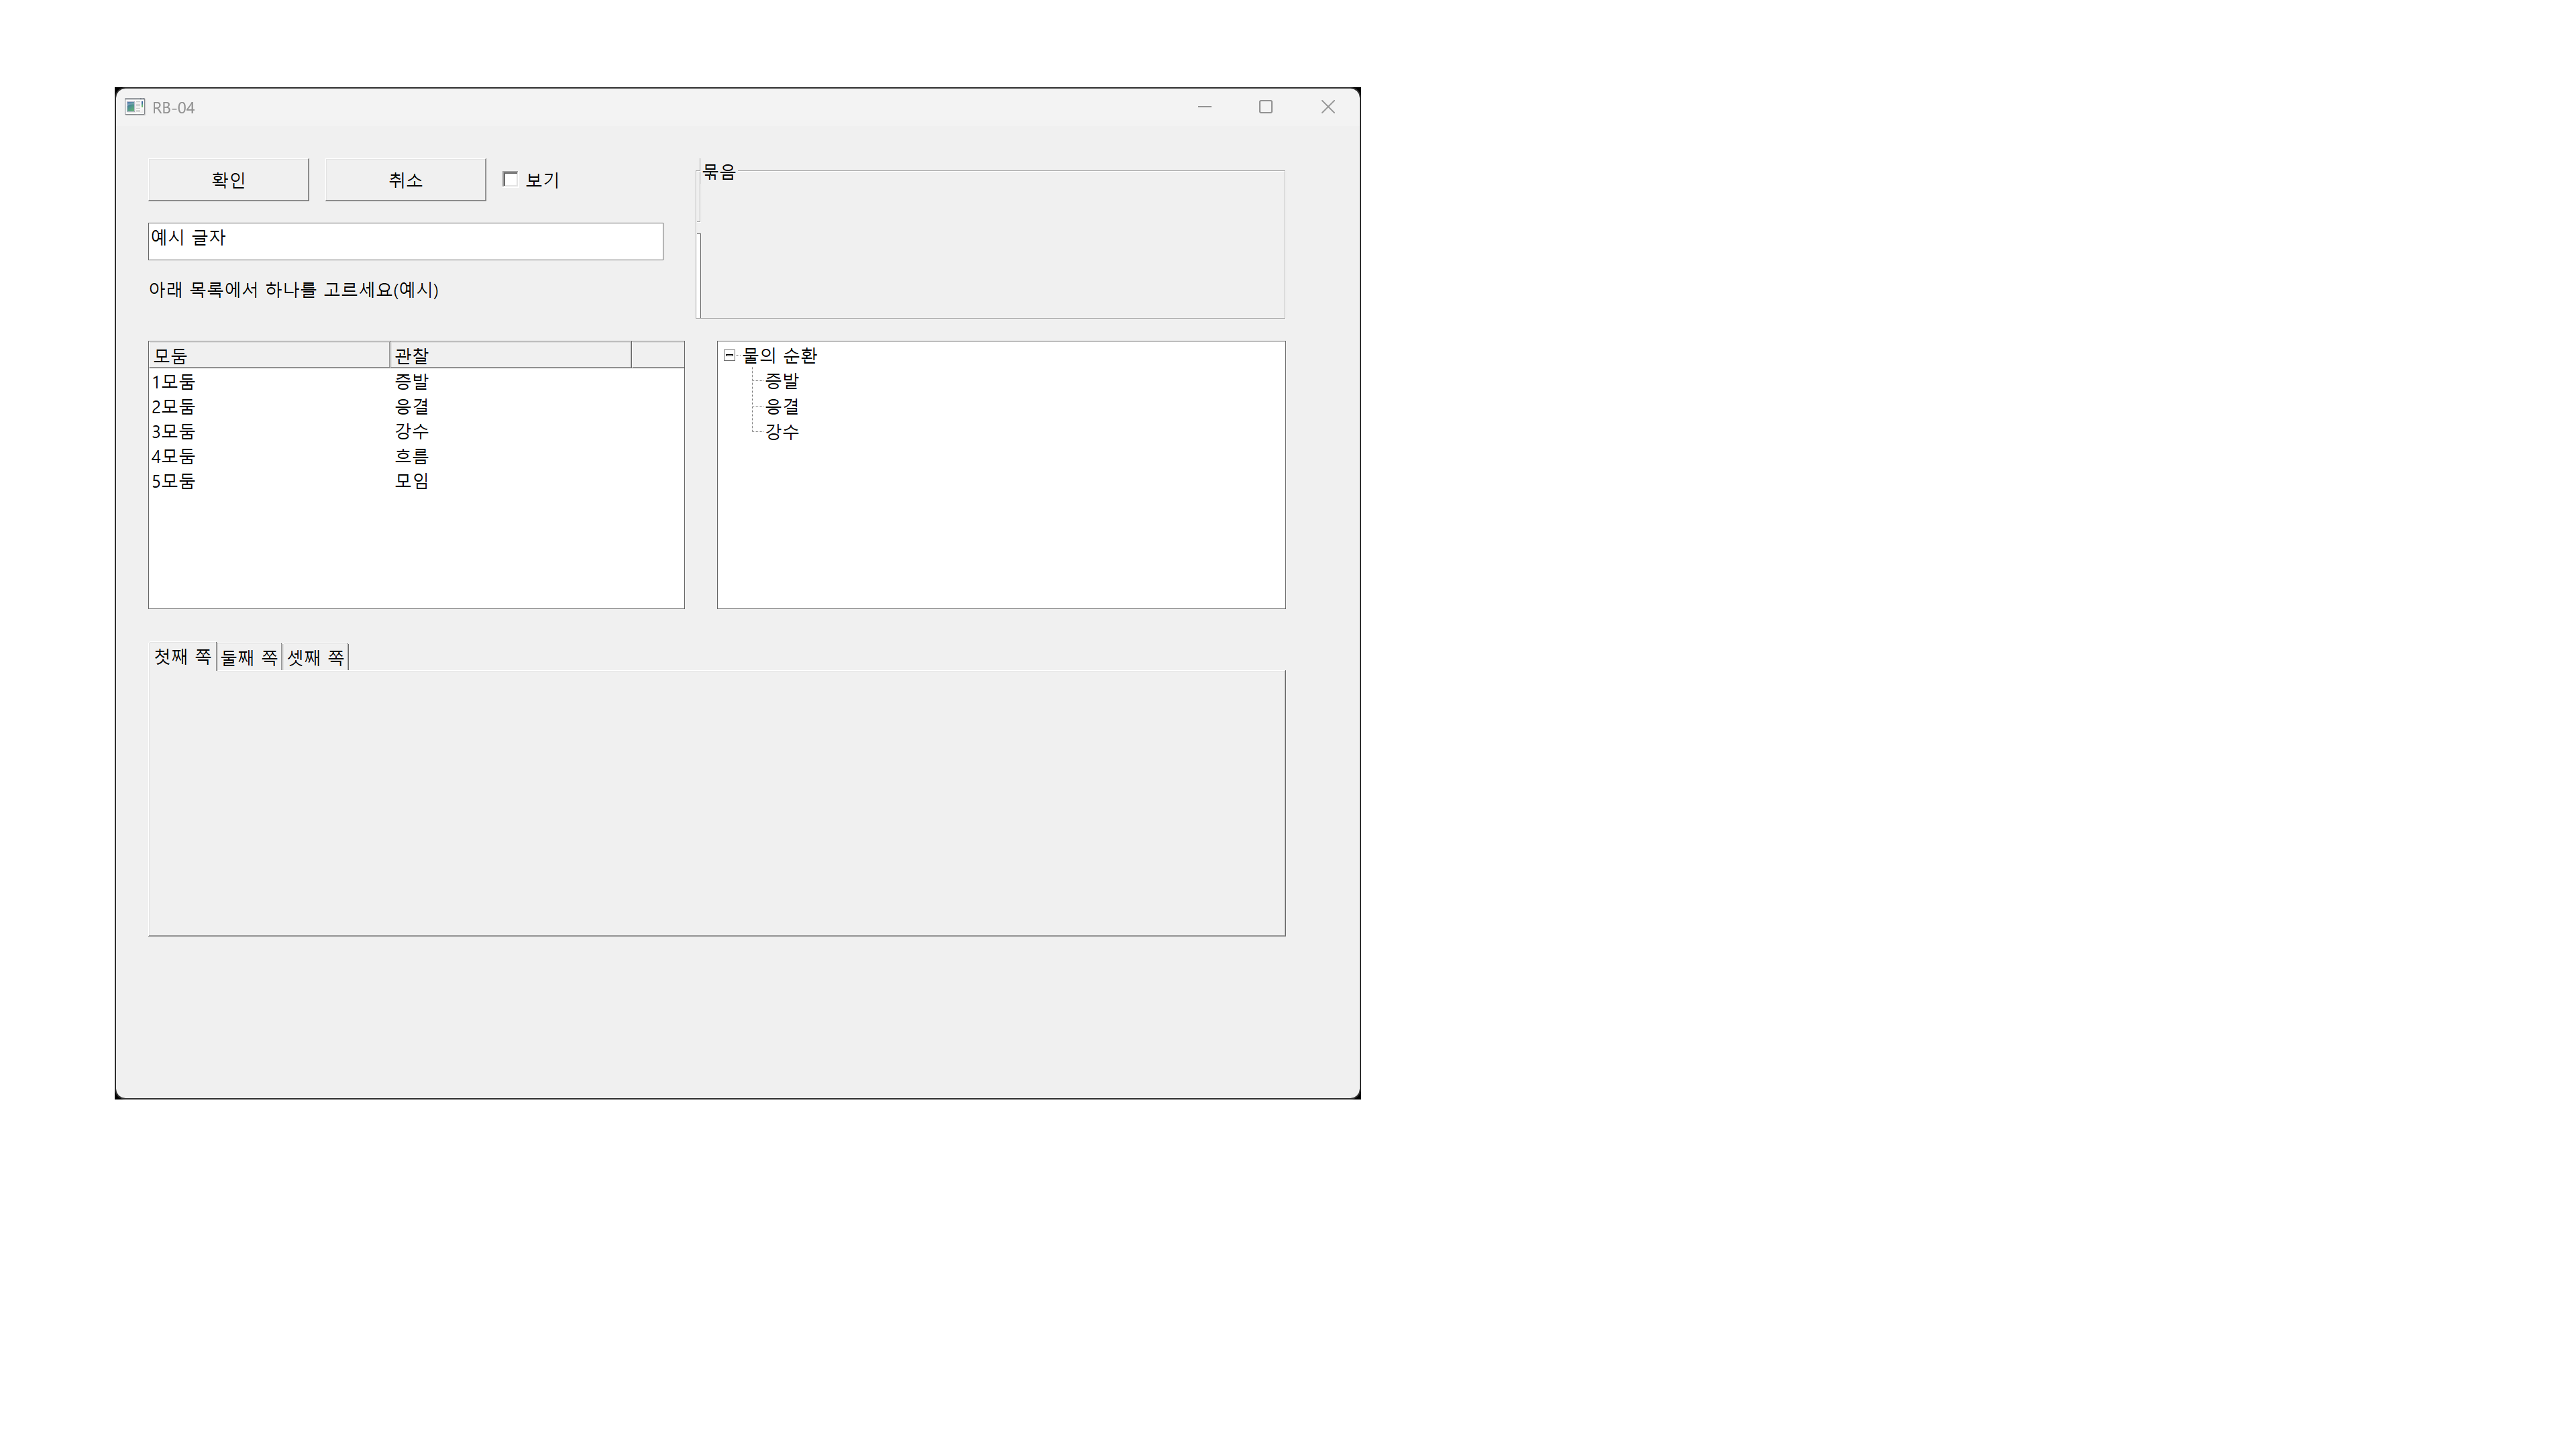 RB-04
확인 취소 보기 묶음
예시 글자
아래 목록에서 하나를 고르세요(예시)
모둠 관찰
1모둠 증발
2모둠 응결
3모둠 강수
4모둠 흐름
5모둠 모임
물의 순환
증발
응결
강수
첫째 쪽 둘째 쪽 셋째 쪽